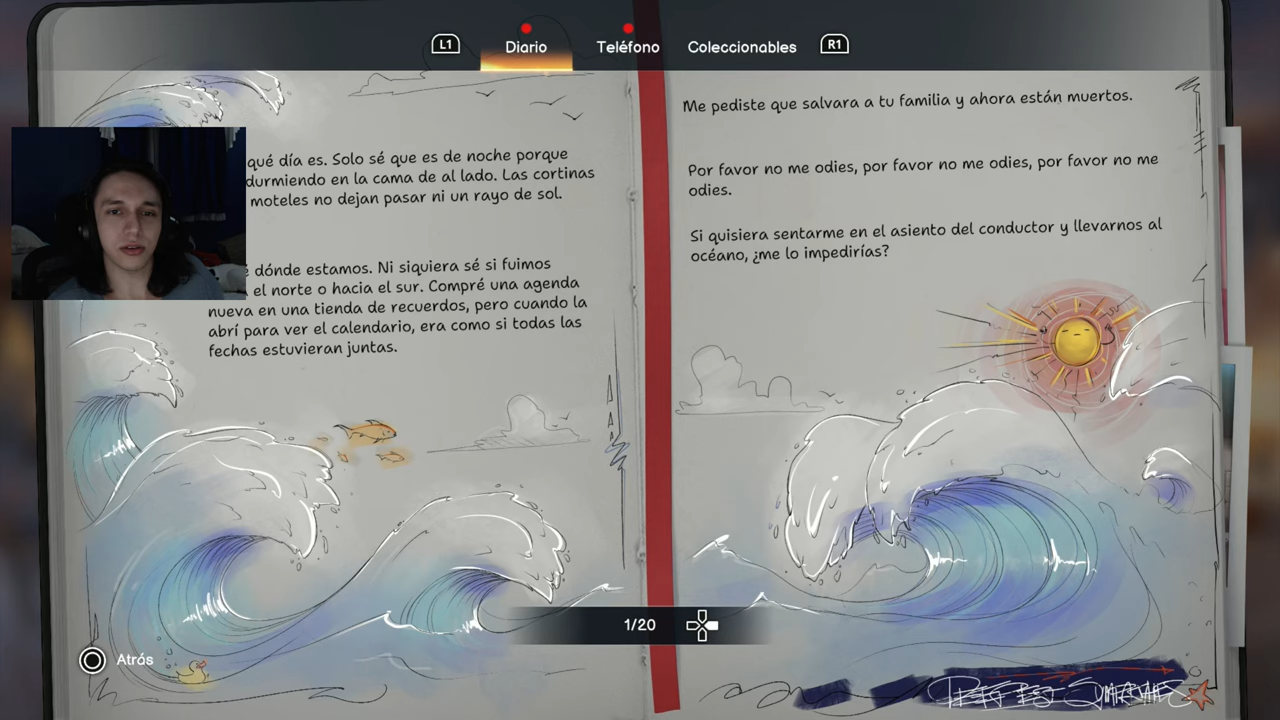 L1
Diario
Teléfono
Coleccionables
R1
qué día es. Solo sé que es de noche porque
durmiendo en la cama de al lado. Las cortinas
moteles no dejan pasar ni un rayo de sol.
dónde estamos. Ni siquiera sé si fuimos
el norte o hacia el sur. Compré una agenda
nueva en una tienda de recuerdos, pero cuando la
abrí para ver el calendario, era como si todas las
fechas estuvieran juntas.
Me pediste que salvara a tu familia y ahora están muertos.
Por favor no me odies, por favor no me odies, por favor no me
odies.
Si quisiera sentarme en el asiento del conductor y llevarnos al
océano, ¿me lo impedirías?
1/20
Atrás